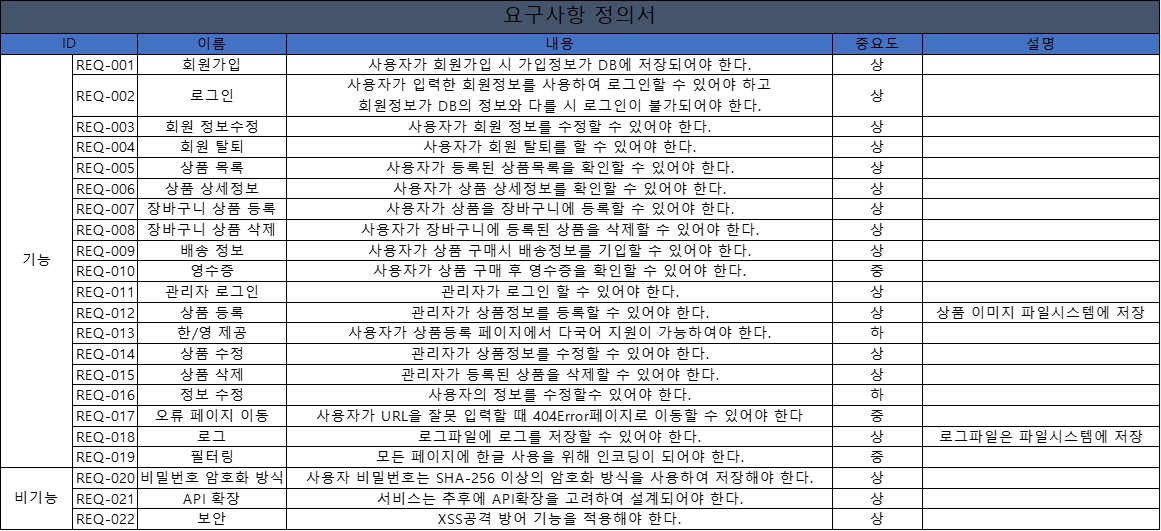 요구사항 정의서
ID 이름 내용 중요도 설명
기능
REQ-001 회원가입 사용자가 회원가입 시 가입정보가 DB에 저장되어야 한다. 상
REQ-002 로그인 사용자가 입력한 회원정보를 사용하여 로그인할 수 있어야 하고
회원정보가 DB의 정보와 다를 시 로그인이 불가되어야 한다. 상
REQ-003 회원 정보수정 사용자가 회원 정보를 수정할 수 있어야 한다. 상
REQ-004 회원 탈퇴 사용자가 회원 탈퇴를 할 수 있어야 한다. 상
REQ-005 상품 목록 사용자가 등록된 상품목록을 확인할 수 있어야 한다. 상
REQ-006 상품 상세정보 사용자가 상품 상세정보를 확인할 수 있어야 한다. 상
REQ-007 장바구니 상품 등록 사용자가 상품을 장바구니에 등록할 수 있어야 한다. 상
REQ-008 장바구니 상품 삭제 사용자가 장바구니에 등록된 상품을 삭제할 수 있어야 한다. 상
REQ-009 배송 정보 사용자가 상품 구매시 배송정보를 기입할 수 있어야 한다. 상
REQ-010 영수증 사용자가 상품 구매 후 영수증을 확인할 수 있어야 한다. 중
REQ-011 관리자 로그인 관리자가 로그인 할 수 있어야 한다. 상
REQ-012 상품 등록 관리자가 상품정보를 등록할 수 있어야 한다. 상 상품 이미지 파일시스템에 저장
REQ-013 한/영 제공 사용자가 상품등록 페이지에서 다국어 지원이 가능하여야 한다. 하
REQ-014 상품 수정 관리자가 상품정보를 수정할 수 있어야 한다. 상
REQ-015 상품 삭제 관리자가 등록된 상품을 삭제할 수 있어야 한다. 상
REQ-016 정보 수정 사용자의 정보를 수정할수 있어야 한다. 하
REQ-017 오류 페이지 이동 사용자가 URL을 잘못 입력할 때 404Error페이지로 이동할 수 있어야 한다 중
REQ-018 로그 로그파일에 로그를 저장할 수 있어야 한다. 상 로그파일은 파일시스템에 저장
REQ-019 필터링 모든 페이지에 한글 사용을 위해 인코딩이 되어야 한다. 중
비기능
REQ-020 비밀번호 암호화 방식 사용자 비밀번호는 SHA-256 이상의 암호화 방식을 사용하여 저장해야 한다. 상
REQ-021 API 확장 서비스는 추후에 API확장을 고려하여 설계되어야 한다. 상
REQ-022 보안 XSS공격 방어 기능을 적용해야 한다. 상